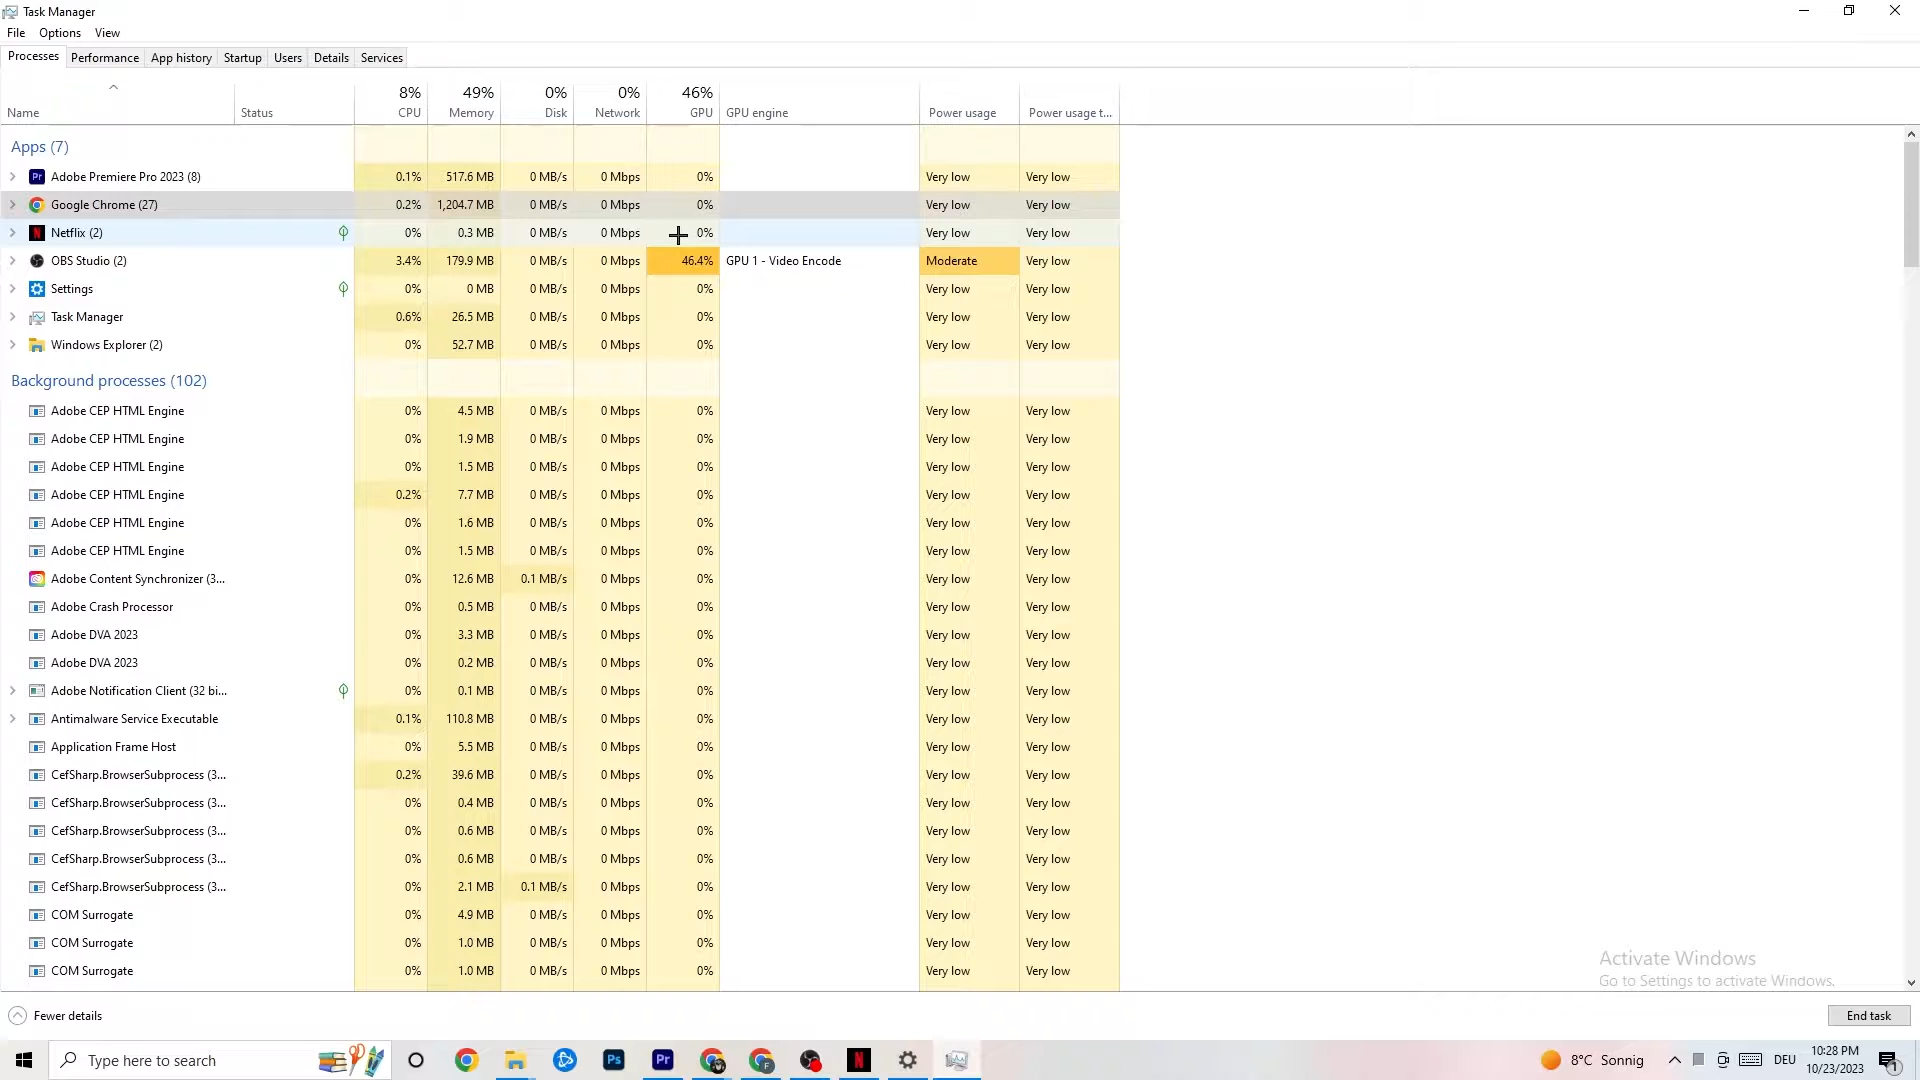 Task Manager
File Options View
Processes Performance App history Startup Users Details Services
8% 49% 0% 0% 46%
Name Status CPU Memory Disk Network GPU GPU engine Power usage Power usage t...
Apps (7)
Pr Adobe Premiere Pro 2023 (8) 0.1% 517.6 MB 0 MB/s 0 Mbps 0% Very low Very low
Google Chrome (27) 0.2% 1,204.7 MB 0 MB/s 0 Mbps 0% Very low Very low
N Netflix (2) 0% 0.3 MB 0 MB/s 0 Mbps 0% Very low Very low
OBS Studio (2) 3.4% 179.9 MB 0 MB/s 0 Mbps 46.4% GPU 1 - Video Encode Moderate Very low
Settings 0% 0 MB 0 MB/s 0 Mbps 0% Very low Very low
Task Manager 0.6% 26.5 MB 0 MB/s 0 Mbps 0% Very low Very low
Windows Explorer (2) 0% 52.7 MB 0 MB/s 0 Mbps 0% Very low Very low
Background processes (102)
Adobe CEP HTML Engine 0% 4.5 MB 0 MB/s 0 Mbps 0% Very low Very low
Adobe CEP HTML Engine 0% 1.9 MB 0 MB/s 0 Mbps 0% Very low Very low
Adobe CEP HTML Engine 0% 1.5 MB 0 MB/s 0 Mbps 0% Very low Very low
Adobe CEP HTML Engine 0.2% 7.7 MB 0 MB/s 0 Mbps 0% Very low Very low
Adobe CEP HTML Engine 0% 1.6 MB 0 MB/s 0 Mbps 0% Very low Very low
Adobe CEP HTML Engine 0% 1.5 MB 0 MB/s 0 Mbps 0% Very low Very low
Adobe Content Synchronizer (3... 0% 12.6 MB 0.1 MB/s 0 Mbps 0% Very low Very low
Adobe Crash Processor 0% 0.5 MB 0 MB/s 0 Mbps 0% Very low Very low
Adobe DVA 2023 0% 3.3 MB 0 MB/s 0 Mbps 0% Very low Very low
Adobe DVA 2023 0% 0.2 MB 0 MB/s 0 Mbps 0% Very low Very low
Adobe Notification Client (32 bi... 0% 0.1 MB 0 MB/s 0 Mbps 0% Very low Very low
Antimalware Service Executable 0.1% 110.8 MB 0 MB/s 0 Mbps 0% Very low Very low
Application Frame Host 0% 5.5 MB 0 MB/s 0 Mbps 0% Very low Very low
CefSharp.BrowserSubprocess (3... 0.2% 39.6 MB 0 MB/s 0 Mbps 0% Very low Very low
CefSharp.BrowserSubprocess (3... 0% 0.4 MB 0 MB/s 0 Mbps 0% Very low Very low
CefSharp.BrowserSubprocess (3... 0% 0.6 MB 0 MB/s 0 Mbps 0% Very low Very low
CefSharp.BrowserSubprocess (3... 0% 0.6 MB 0 MB/s 0 Mbps 0% Very low Very low
CefSharp.BrowserSubprocess (3... 0% 2.1 MB 0.1 MB/s 0 Mbps 0% Very low Very low
COM Surrogate 0% 4.9 MB 0 MB/s 0 Mbps 0% Very low Very low
COM Surrogate 0% 1.0 MB 0 MB/s 0 Mbps 0% Very low Very low
COM Surrogate 0% 1.0 MB 0 MB/s 0 Mbps 0% Very low Very low
Activate Windows
Go to Settings to activate Windows.
Fewer details End task
Type here to search Ps Pr F N 8°C Sonnig DEU 10:28 PM
10/23/2023 1